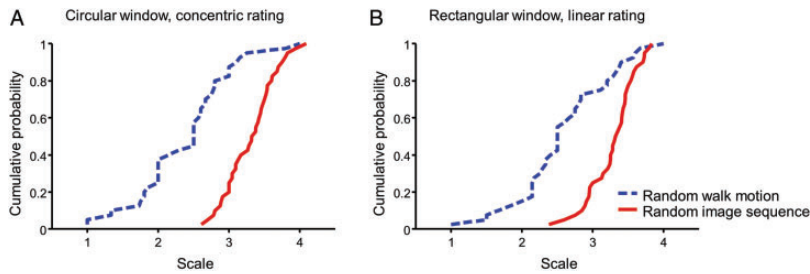 A
Circular window, concentric rating
Cumulative probability
1
0.8
0.6
0.4
0.2
0
1
2
3
4
Scale
B
Rectangular window, linear rating
Cumulative probability
1
0.8
0.6
0.4
0.2
0
1
2
3
4
Scale
Random walk motion
Random image sequence